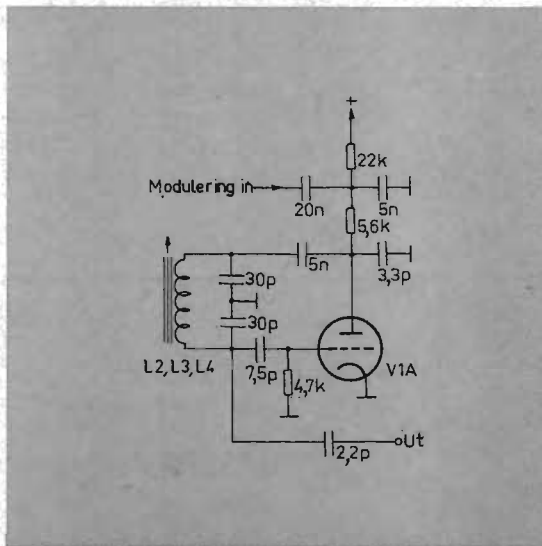 +
22k
Modulering in
20n
5n
5,6k
5n
3,3p
30p
30p
L2, L3, L4
7,5p
4,7k
V1A
2,2p
Ut